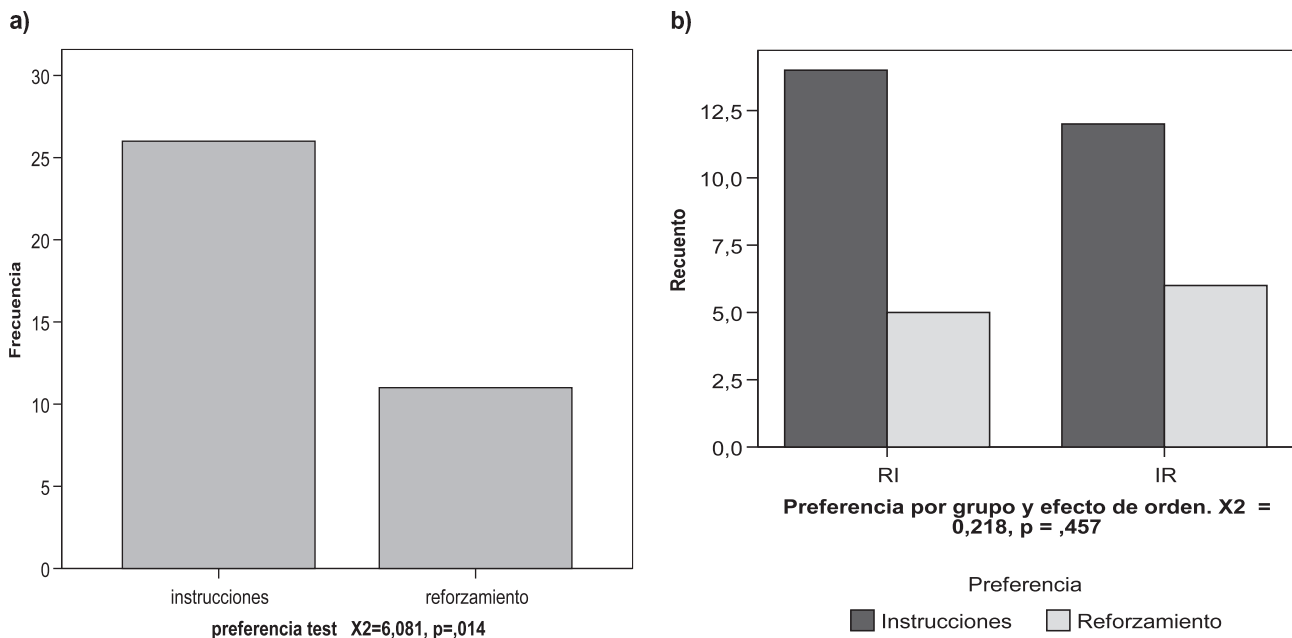 a)
30
25
20
15
10
5
0
Frecuencia
instrucciones
reforzamiento
preferencia test X2=6,081, p=,014
b)
12,5
10,0
7,5
5,0
2,5
0,0
Recuento
RI
IR
Preferencia por grupo y efecto de orden. X2 =
0,218, p = ,457
Preferencia
Instrucciones
Reforzamiento